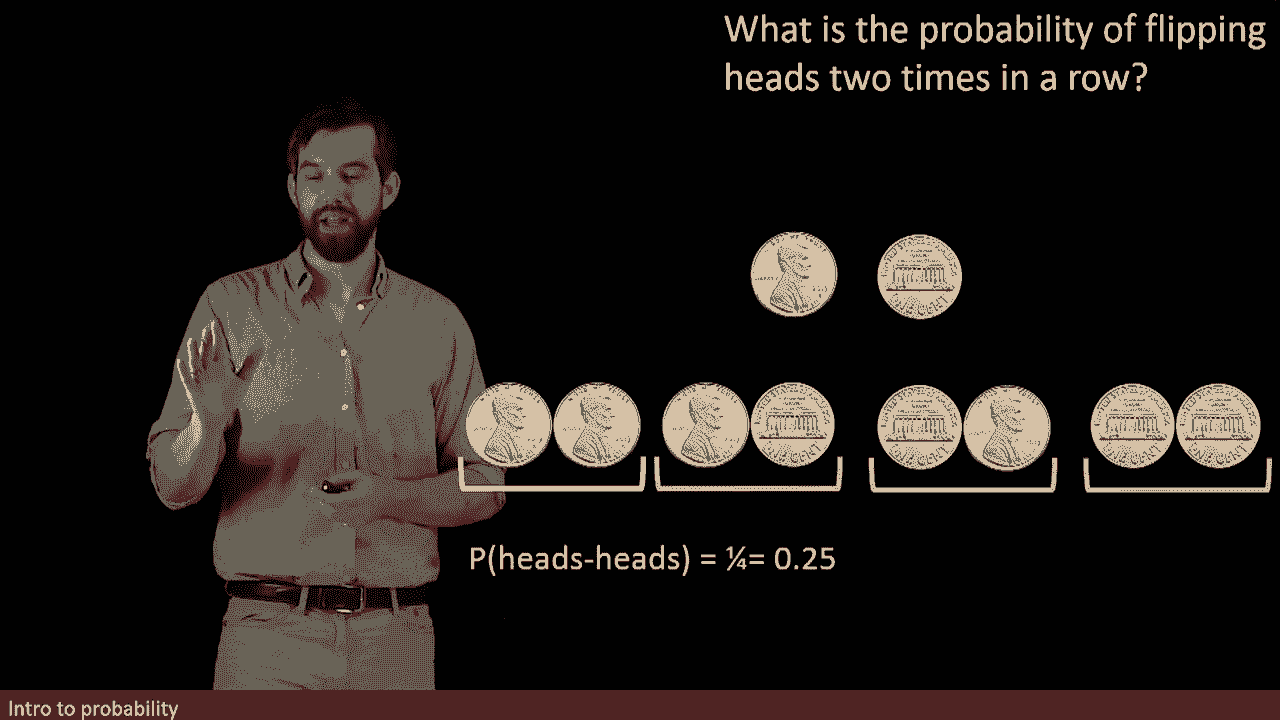 What is the probability of flipping
heads two times in a row?
P(heads-heads) = ¼= 0.25
Intro to probability